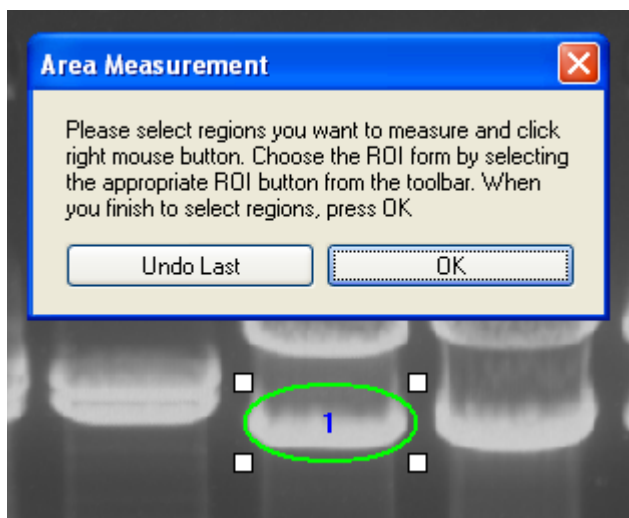 Area Measurement
Please select regions you want to measure and click
right mouse button. Choose the ROI form by selecting
the appropriate ROI button from the toolbar. When
you finish to select regions, press OK
Undo Last
OK
1